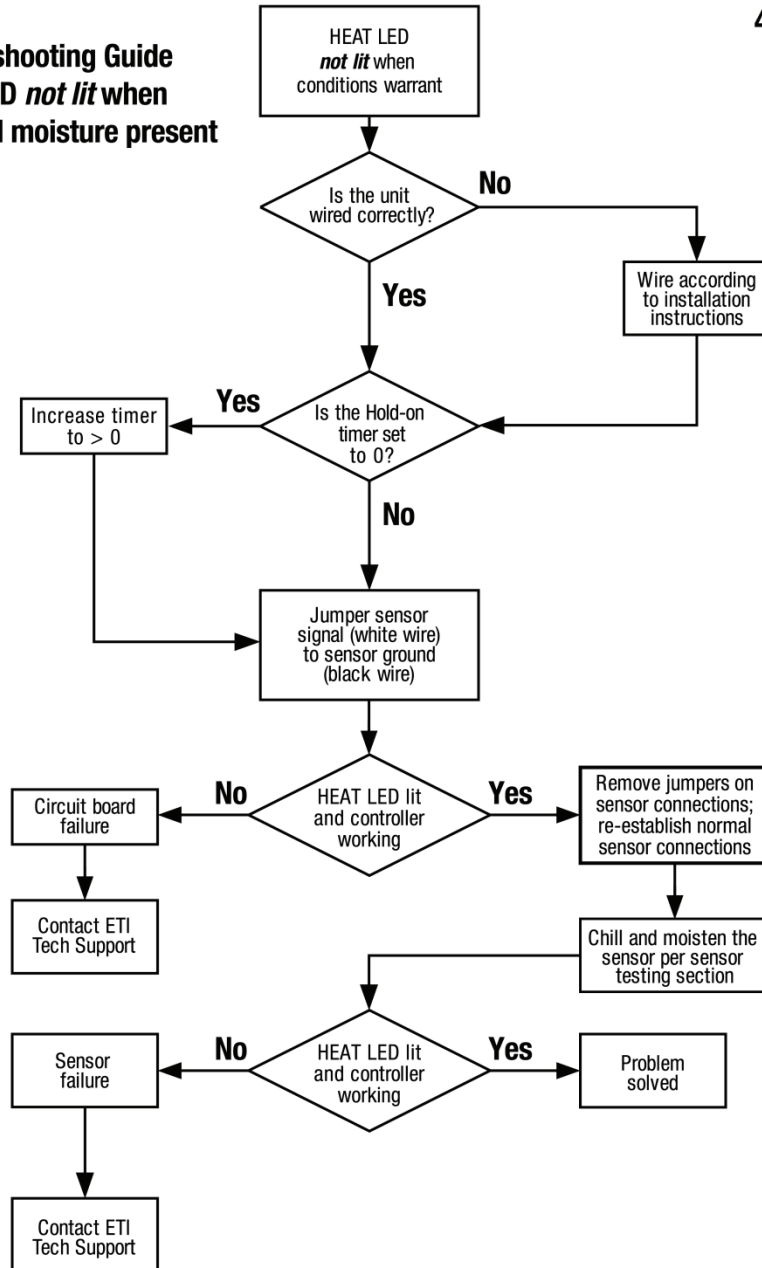 shooting Guide
D not lit when
moisture present
4
HEAT LED
not lit when
conditions warrant
Is the unit
wired correctly?
No
Yes
Wire according
to installation
instructions
Is the Hold-on
timer set
to 0?
Yes
Increase timer
to > 0
No
Jumper sensor
signal (white wire)
to sensor ground
(black wire)
HEAT LED lit
and controller
working
No
Circuit board
failure
Contact ETI
Tech Support
Yes
Remove jumpers on
sensor connections;
re-establish normal
sensor connections
Chill and moisten the
sensor per sensor
testing section
HEAT LED lit
and controller
working
No
Sensor
failure
Contact ETI
Tech Support
Yes
Problem
solved